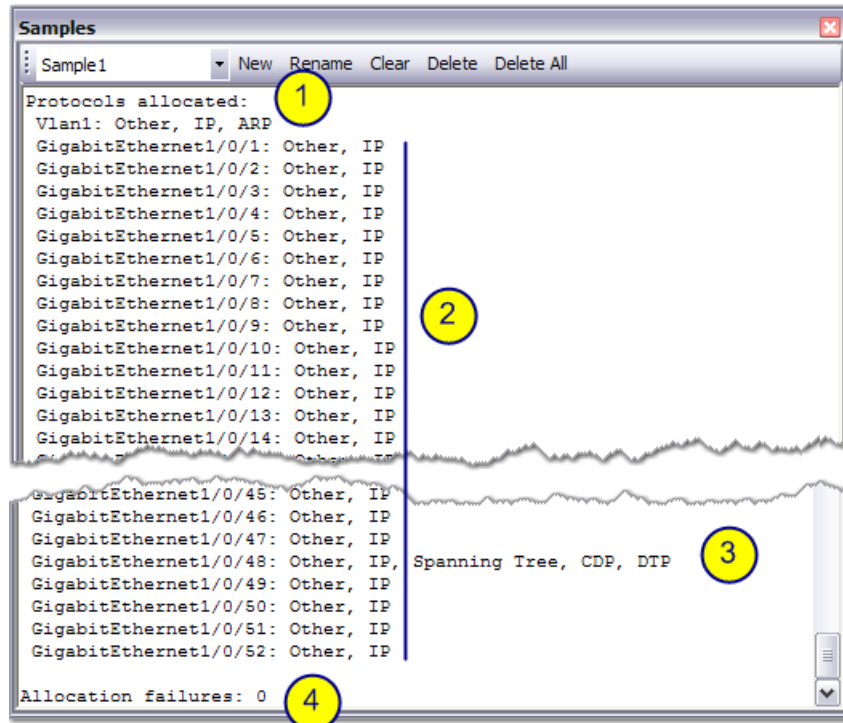 Samples
Sample1 New Rename Clear Delete Delete All
Protocols allocated: 1
Vlan1: Other, IP, ARP
GigabitEthernet1/0/1: Other, IP
GigabitEthernet1/0/2: Other, IP
GigabitEthernet1/0/3: Other, IP
GigabitEthernet1/0/4: Other, IP
GigabitEthernet1/0/5: Other, IP
GigabitEthernet1/0/6: Other, IP
GigabitEthernet1/0/7: Other, IP
GigabitEthernet1/0/8: Other, IP
GigabitEthernet1/0/9: Other, IP 2
GigabitEthernet1/0/10: Other, IP
GigabitEthernet1/0/11: Other, IP
GigabitEthernet1/0/12: Other, IP
GigabitEthernet1/0/13: Other, IP
GigabitEthernet1/0/14: Other, IP
GigabitEthernet1/0/45: Other, IP
GigabitEthernet1/0/46: Other, IP
GigabitEthernet1/0/47: Other, IP
GigabitEthernet1/0/48: Other, IP, Spanning Tree, CDP, DTP 3
GigabitEthernet1/0/49: Other, IP
GigabitEthernet1/0/50: Other, IP
GigabitEthernet1/0/51: Other, IP
GigabitEthernet1/0/52: Other, IP
Allocation failures: 0 4